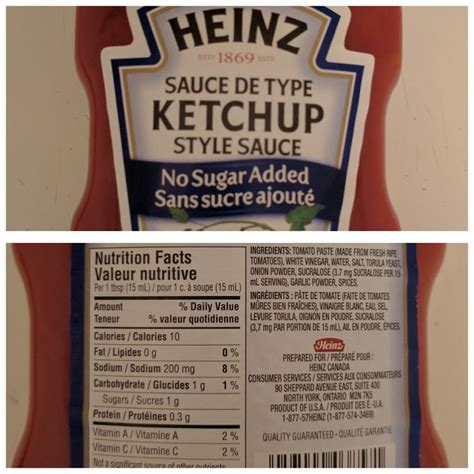 HEINZ
ESTD 1869 ESTD
SAUCE DE TYPE
KETCHUP
STYLE SAUCE
No Sugar Added
Sans sucre ajouté
Nutrition Facts
Valeur nutritive
Per 1 tbsp (15 mL) / pour 1 c. à soupe (15 mL)
Amount % Daily Value
Teneur % valeur quotidienne
Calories / Calories 10
Fat / Lipides 0 g 0 %
Sodium / Sodium 200 mg 8 %
Carbohydrate / Glucides 1 g 1 %
Sugars / Sucres 1 g
Protein / Protéines 0.3 g
Vitamin A / Vitamine A 2 %
Vitamin C / Vitamine C 2 %
Not a significant source of other nutrients
INGREDIENTS: TOMATO PASTE (MADE FROM FRESH RIPE
TOMATOES), WHITE VINEGAR, WATER, SALT, TORULA YEAST,
ONION POWDER, SUCRALOSE (3.7 mg SUCRALOSE PER 15
mL SERVING), GARLIC POWDER, SPICES.
INGRÉDIENTS : PÂTE DE TOMATE (FAITE DE TOMATES
MÛRES BIEN FRAÎCHES), VINAIGRE BLANC, EAU, SEL,
LEVURE TORULA, OIGNON EN POUDRE, SUCRALOSE
(3,7 mg PAR PORTION DE 15 mL), AIL EN POUDRE, ÉPICES.
Heinz
PREPARED FOR / PRÉPARÉ POUR :
HEINZ CANADA
CONSUMER SERVICES / SERVICES AUX CONSOMMATEURS
90 SHEPPARD AVENUE EAST, SUITE 400
NORTH YORK, ONTARIO M2N 7K5
PRODUCT OF U.S.A. / PRODUIT DES É.-U.A.
1-877-57HEINZ (1-877-574-3469)
QUALITY GUARANTEED · QUALITÉ GARANTIE